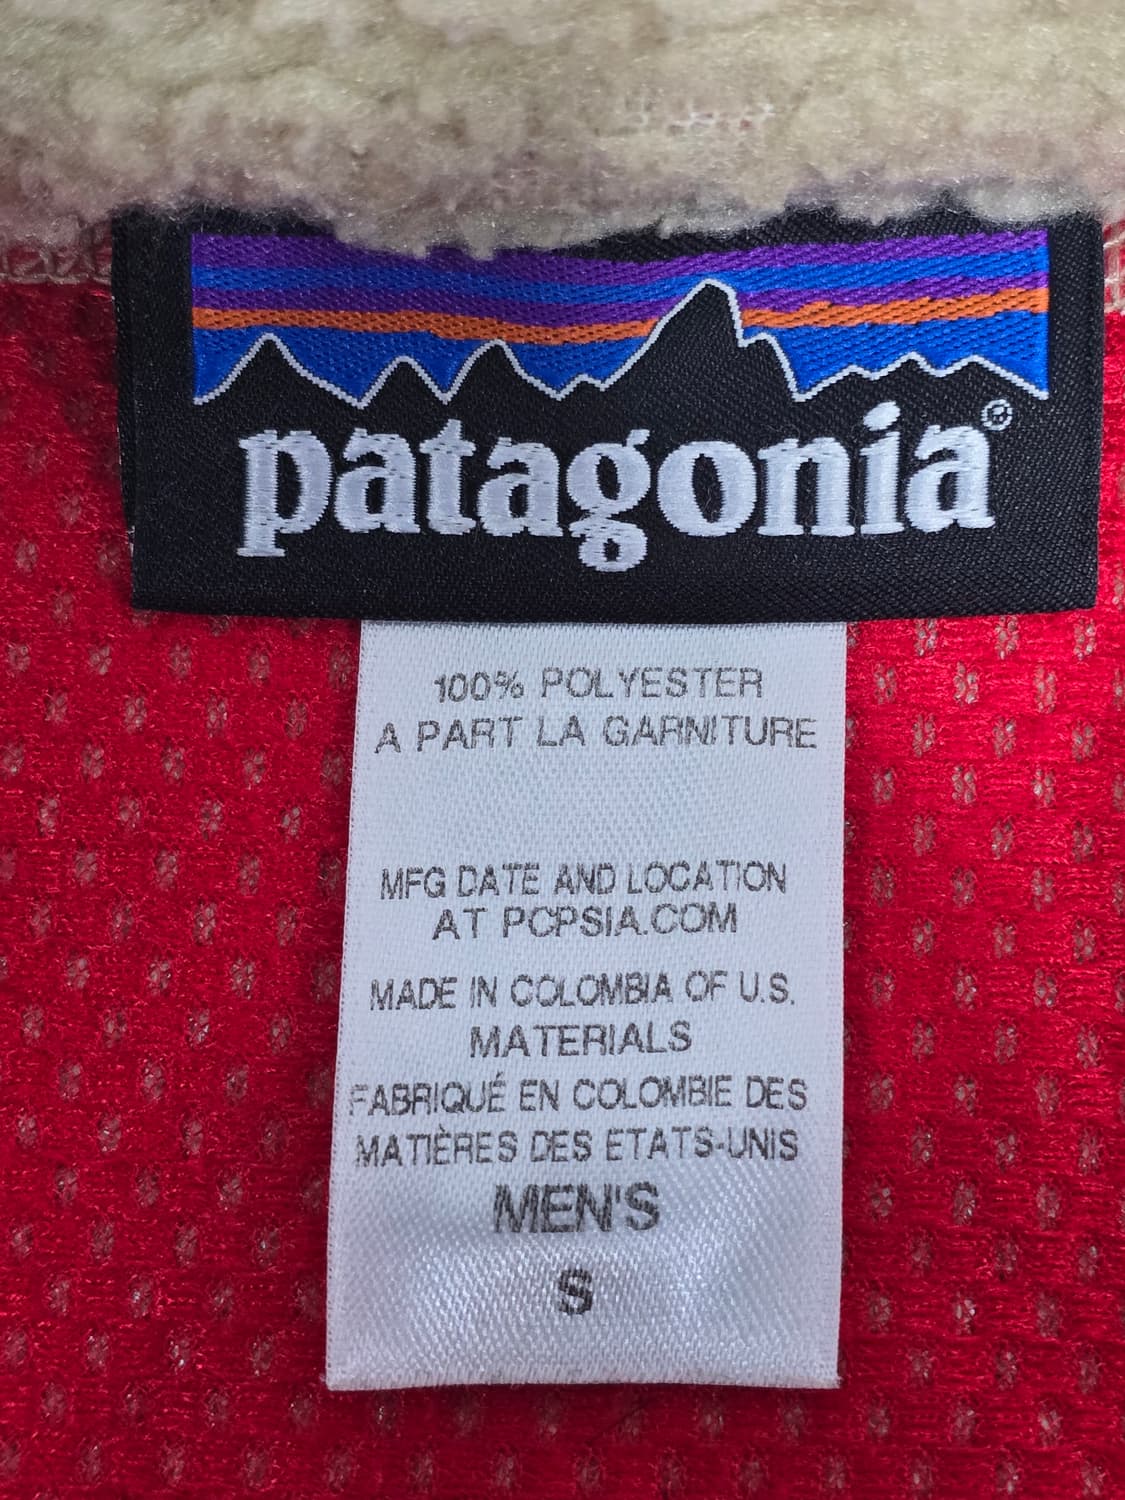 patagonia®
100% POLYESTER
A PART LA GARNITURE
MFG DATE AND LOCATION
AT PCPSIA.COM
MADE IN COLOMBIA OF U.S.
MATERIALS
FABRIQUÉ EN COLOMBIE DES
MATIÈRES DES ETATS-UNIS
MEN'S
S